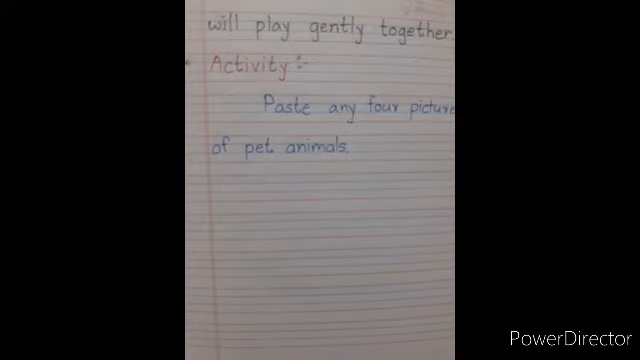 will play gently together.
Activity :-
Paste any four picture
of pet animals.
PowerDirector